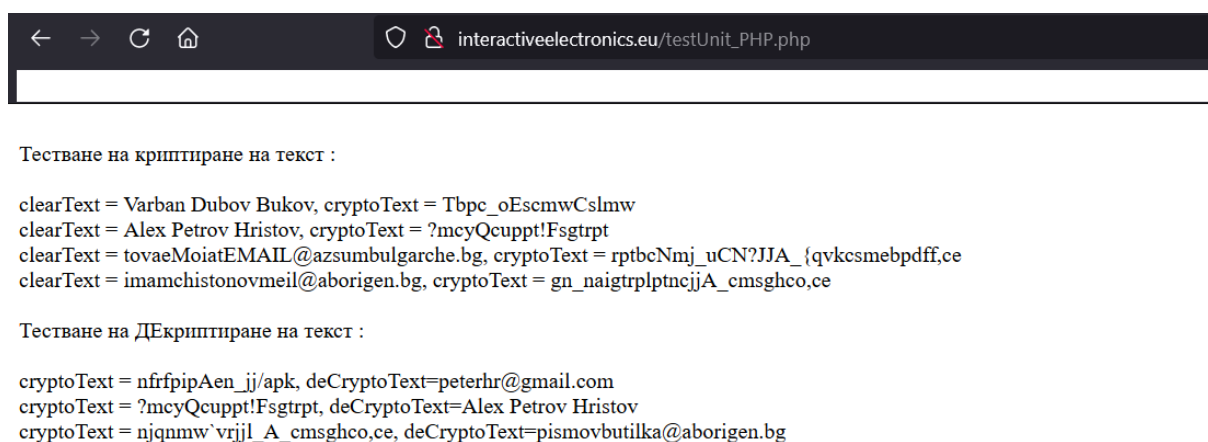 interactiveelectronics.eu/testUnit_PHP.php
Тестване на криптиране на текст :
clearText = Varban Dubov Bukov, cryptoText = Tbpc_oEscmwCslmw
clearText = Alex Petrov Hristov, cryptoText = ?mcyQcuppt!Fsgtrpt
clearText = tovaeMoiatEMAIL@azsumbulgarche.bg, cryptoText = rptbcNmj_uCN?JJA_{qvkcsmebpdff,ce
clearText = imamchistonovmeil@aborigen.bg, cryptoText = gn_naigtrplptncjjA_cmsghco,ce
Тестване на ДЕкриптиране на текст :
cryptoText = nfrfpipAen_jj/apk, deCryptoText=peterhr@gmail.com
cryptoText = ?mcyQcuppt!Fsgtrpt, deCryptoText=Alex Petrov Hristov
cryptoText = njqnmw`vrjjl_A_cmsghco,ce, deCryptoText=pismovbutilka@aborigen.bg